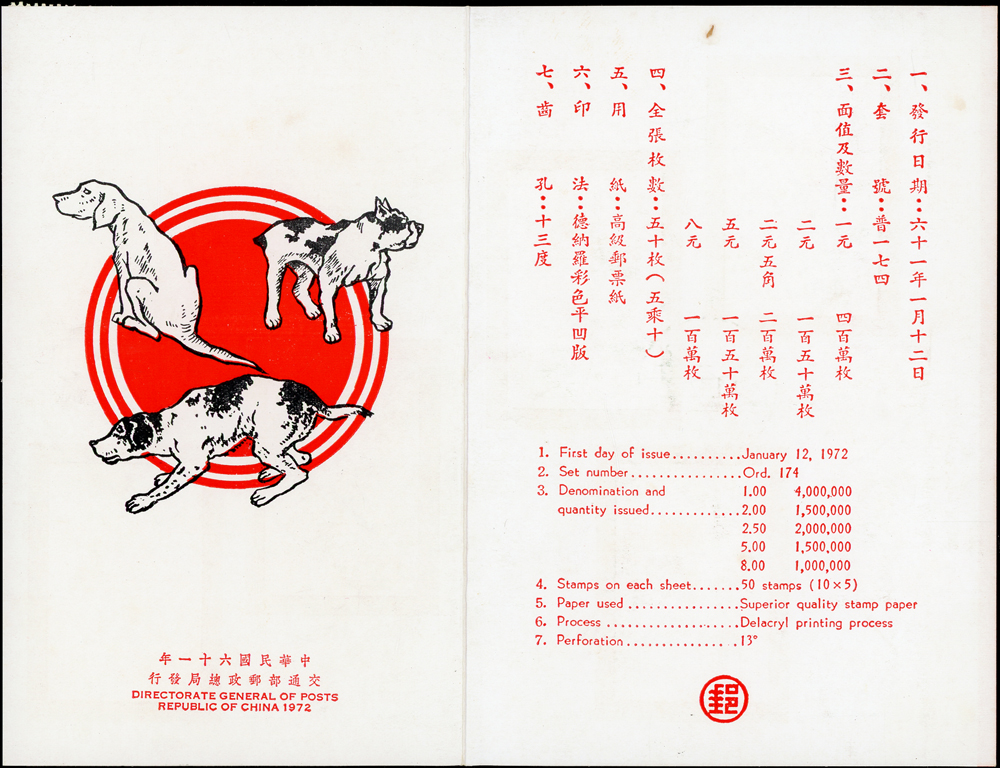 中華民國六十一年
交通部郵政總局發行
DIRECTORATE GENERAL OF POSTS
REPUBLIC OF CHINA 1972
一、發行日期：六十一年一月十二日
二、套　　號：普一七四
三、面值及數量：一元　　四百萬枚
二元　　一百五十萬枚
二元五角　二百萬枚
五元　　一百五十萬枚
八元　　一百萬枚
四、全張枚數：五十枚（五乘十）
五、用　　紙：高級郵票紙
六、印　　法：德納羅彩色平凹版
七、齒　　孔：十三度
1. First day of issue..........January 12, 1972
2. Set number................Ord. 174
3. Denomination and 1.00 4,000,000
quantity issued.............2.00 1,500,000
2.50 2,000,000
5.00 1,500,000
8.00 1,000,000
4. Stamps on each sheet.......50 stamps (10×5)
5. Paper used ................Superior quality stamp paper
6. Process ...................Delacryl printing process
7. Perforation................13°
郵